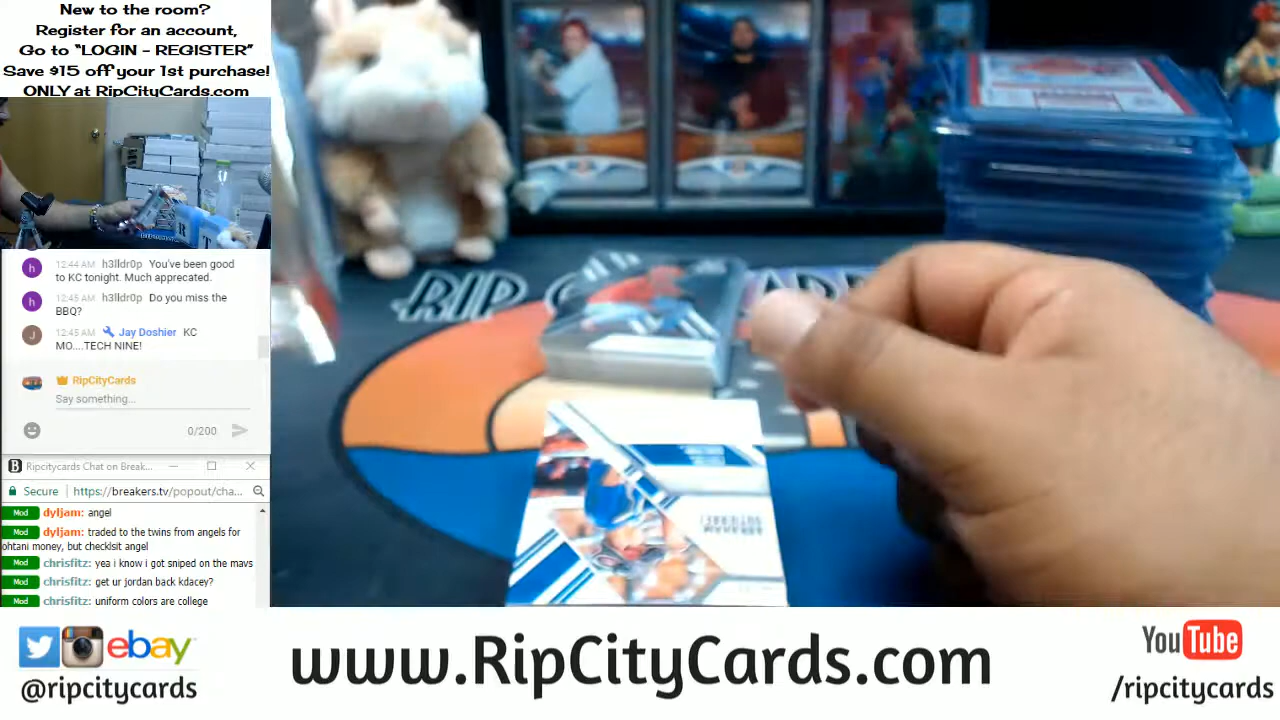 New to the room?
Register for an account,
Go to “LOGIN - REGISTER”
Save $15 off your 1st purchase!
ONLY at RipCityCards.com
h
12:44 AM h3lldr0p You've been good
to KC tonight. Much apprecated.
h
12:45 AM h3lldr0p Do you miss the
BBQ?
J
12:45 AM Jay Doshier KC
MO....TECH NINE!
RipCityCards
Say something...
0/200
B Ripcitycards Chat on Break...
Secure https://breakers.tv/popout/cha...
Mod dyljam: angel
Mod dyljam: traded to the twins from angels for
ohtani money, but checklsit angel
Mod chrisfitz: yea i know i got sniped on the mavs
Mod chrisfitz: get ur jordan back kdacey?
Mod chrisfitz: uniform colors are college
RIP
ebay
@ripcitycards
www.RipCityCards.com
YouTube
/ripcitycards